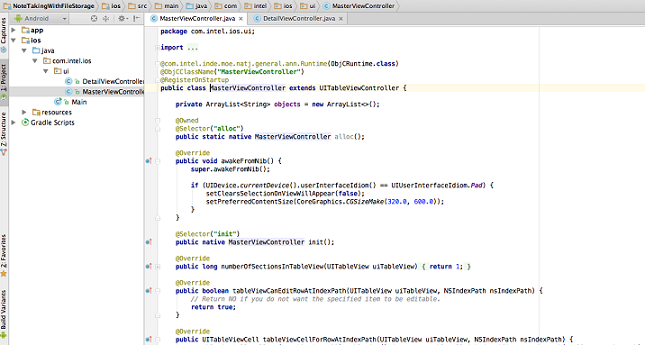 NoteTakingWithFileStorage ios src main java com intel ios ui MasterViewController
Android
MasterViewController.java
DetailViewController.java
Captures
1: Project
Z: Structure
2: Favorites
Build Variants
app
ios
java
com.intel.ios
ui
DetailViewController
MasterViewController
Main
resources
Gradle Scripts
package com.intel.ios.ui;
import ...
@com.intel.inde.moe.natj.general.ann.Runtime(ObjCRuntime.class)
@ObjCClassName("MasterViewController")
@RegisterOnStartup
public class MasterViewController extends UITableViewController {
private ArrayList<String> objects = new ArrayList<>();
@Owned
@Selector("alloc")
public static native MasterViewController alloc();
@Override
public void awakeFromNib() {
super.awakeFromNib();
if (UIDevice.currentDevice().userInterfaceIdiom() == UIUserInterfaceIdiom.Pad) {
setClearsSelectionOnViewWillAppear(false);
setPreferredContentSize(CoreGraphics.CGSizeMake(320.0, 600.0));
}
}
@Selector("init")
public native MasterViewController init();
@Override
public long numberOfSectionsInTableView(UITableView uiTableView) { return 1; }
@Override
public boolean tableViewCanEditRowAtIndexPath(UITableView uiTableView, NSIndexPath nsIndexPath) {
// Return NO if you do not want the specified item to be editable.
return true;
}
@Override
public UITableViewCell tableViewCellForRowAtIndexPath(UITableView uiTableView, NSIndexPath nsIndexPath) {